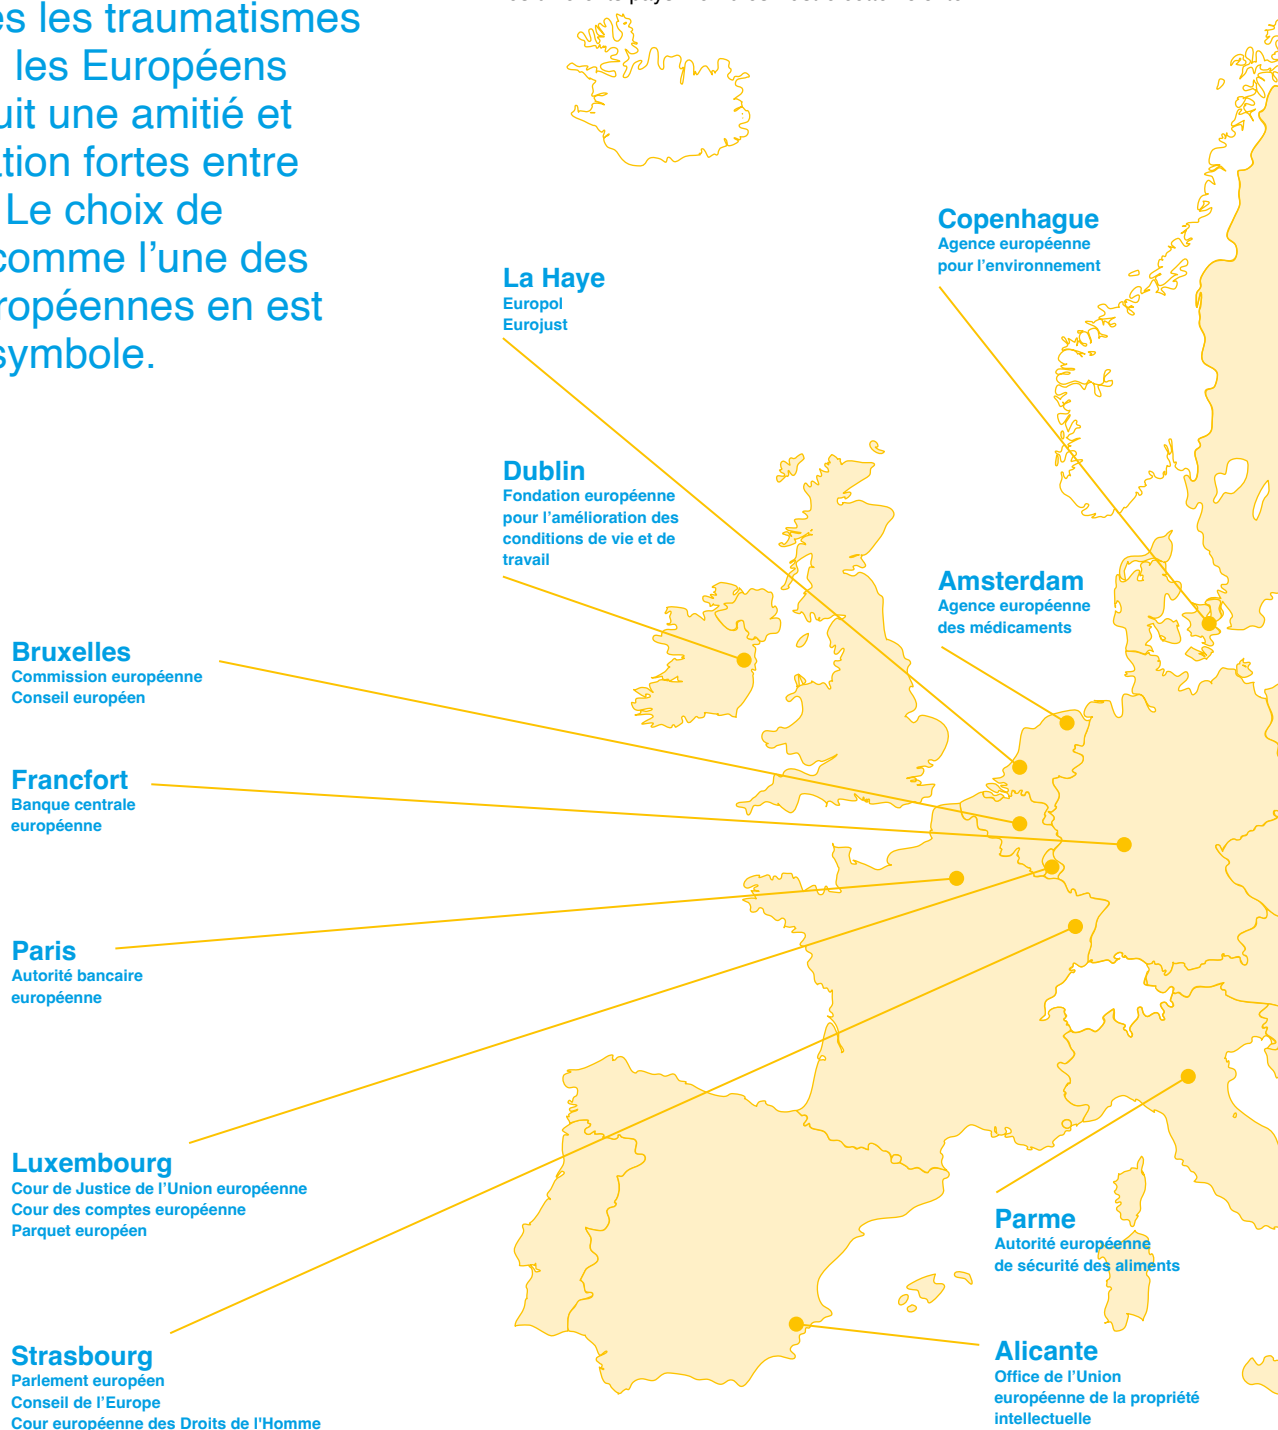 es les traumatismes
les Européens
uit une amitié et
ation fortes entre
Le choix de
comme l'une des
ropéennes en est
symbole.
Copenhague
Agence européenne
pour l'environnement
La Haye
Europol
Eurojust
Dublin
Fondation européenne
pour l'amélioration des
conditions de vie et de
travail
Amsterdam
Agence européenne
des médicaments
Bruxelles
Commission européenne
Conseil européen
Francfort
Banque centrale
européenne
Paris
Autorité bancaire
européenne
Luxembourg
Cour de Justice de l'Union européenne
Cour des comptes européenne
Parquet européen
Parme
Autorité européenne
de sécurité des aliments
Strasbourg
Parlement européen
Conseil de l'Europe
Cour européenne des Droits de l'Homme
Alicante
Office de l'Union
européenne de la propriété
intellectuelle